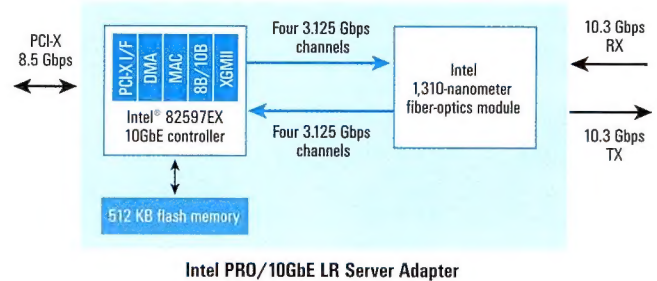 PCI-X
8.5 Gbps
PCI-X I/F
DMA
MAC
8B/10B
XGMII
Intel® 82597EX
10GbE controller
512 KB flash memory
Four 3.125 Gbps
channels
Four 3.125 Gbps
channels
Intel
1,310-nanometer
fiber-optics module
10.3 Gbps
RX
10.3 Gbps
TX
Intel PRO/10GbE LR Server Adapter